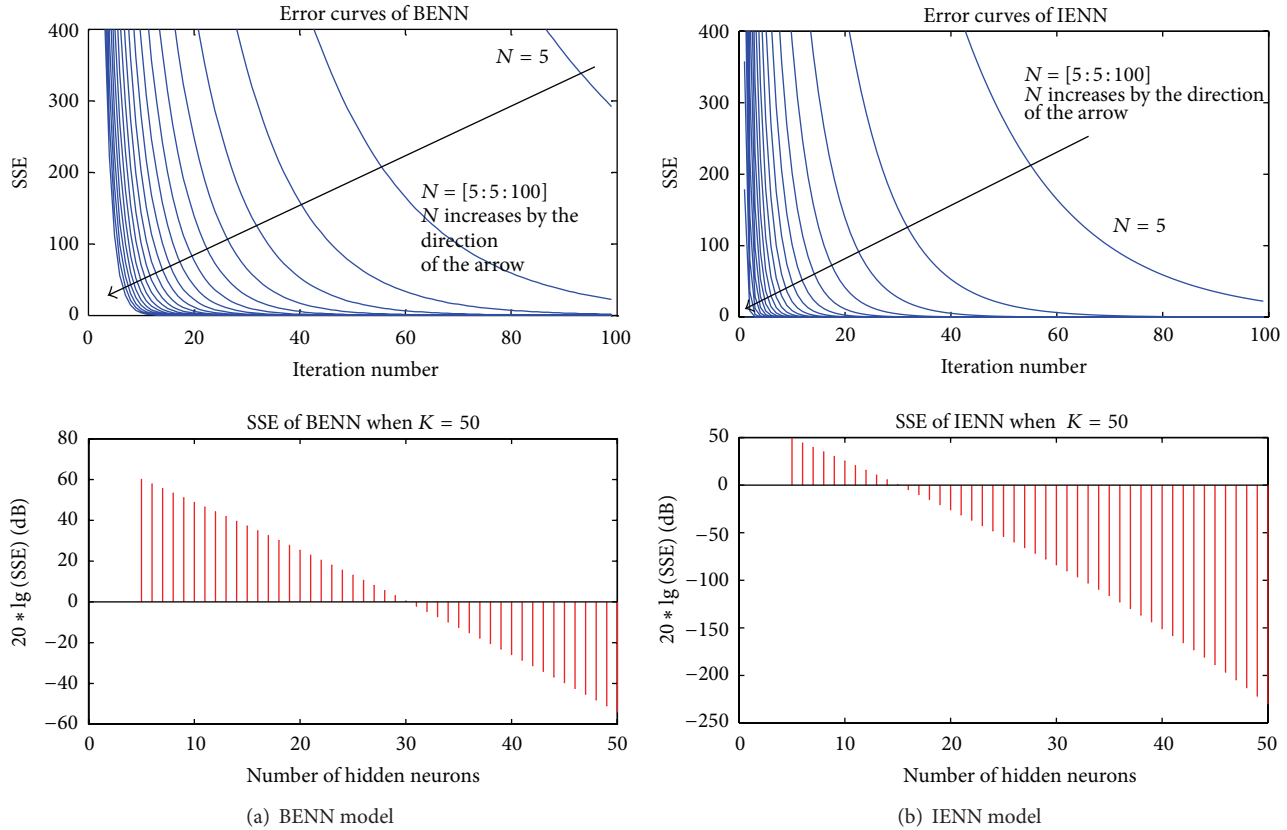 Error curves of BENN
400
300
200
100
0
SSE
N = 5
N = [5:5:100]
N increases by the
direction
of the arrow
0
20
40
60
80
100
Iteration number
Error curves of IENN
400
300
200
100
0
SSE
N = [5:5:100]
N increases by the direction
of the arrow
N = 5
0
20
40
60
80
100
Iteration number
SSE of BENN when K = 50
80
60
40
20
0
−20
−40
−60
20 * lg (SSE) (dB)
0
10
20
30
40
50
Number of hidden neurons
(a) BENN model
SSE of IENN when K = 50
50
0
−50
−100
−150
−200
−250
20 * lg (SSE) (dB)
0
10
20
30
40
50
Number of hidden neurons
(b) IENN model